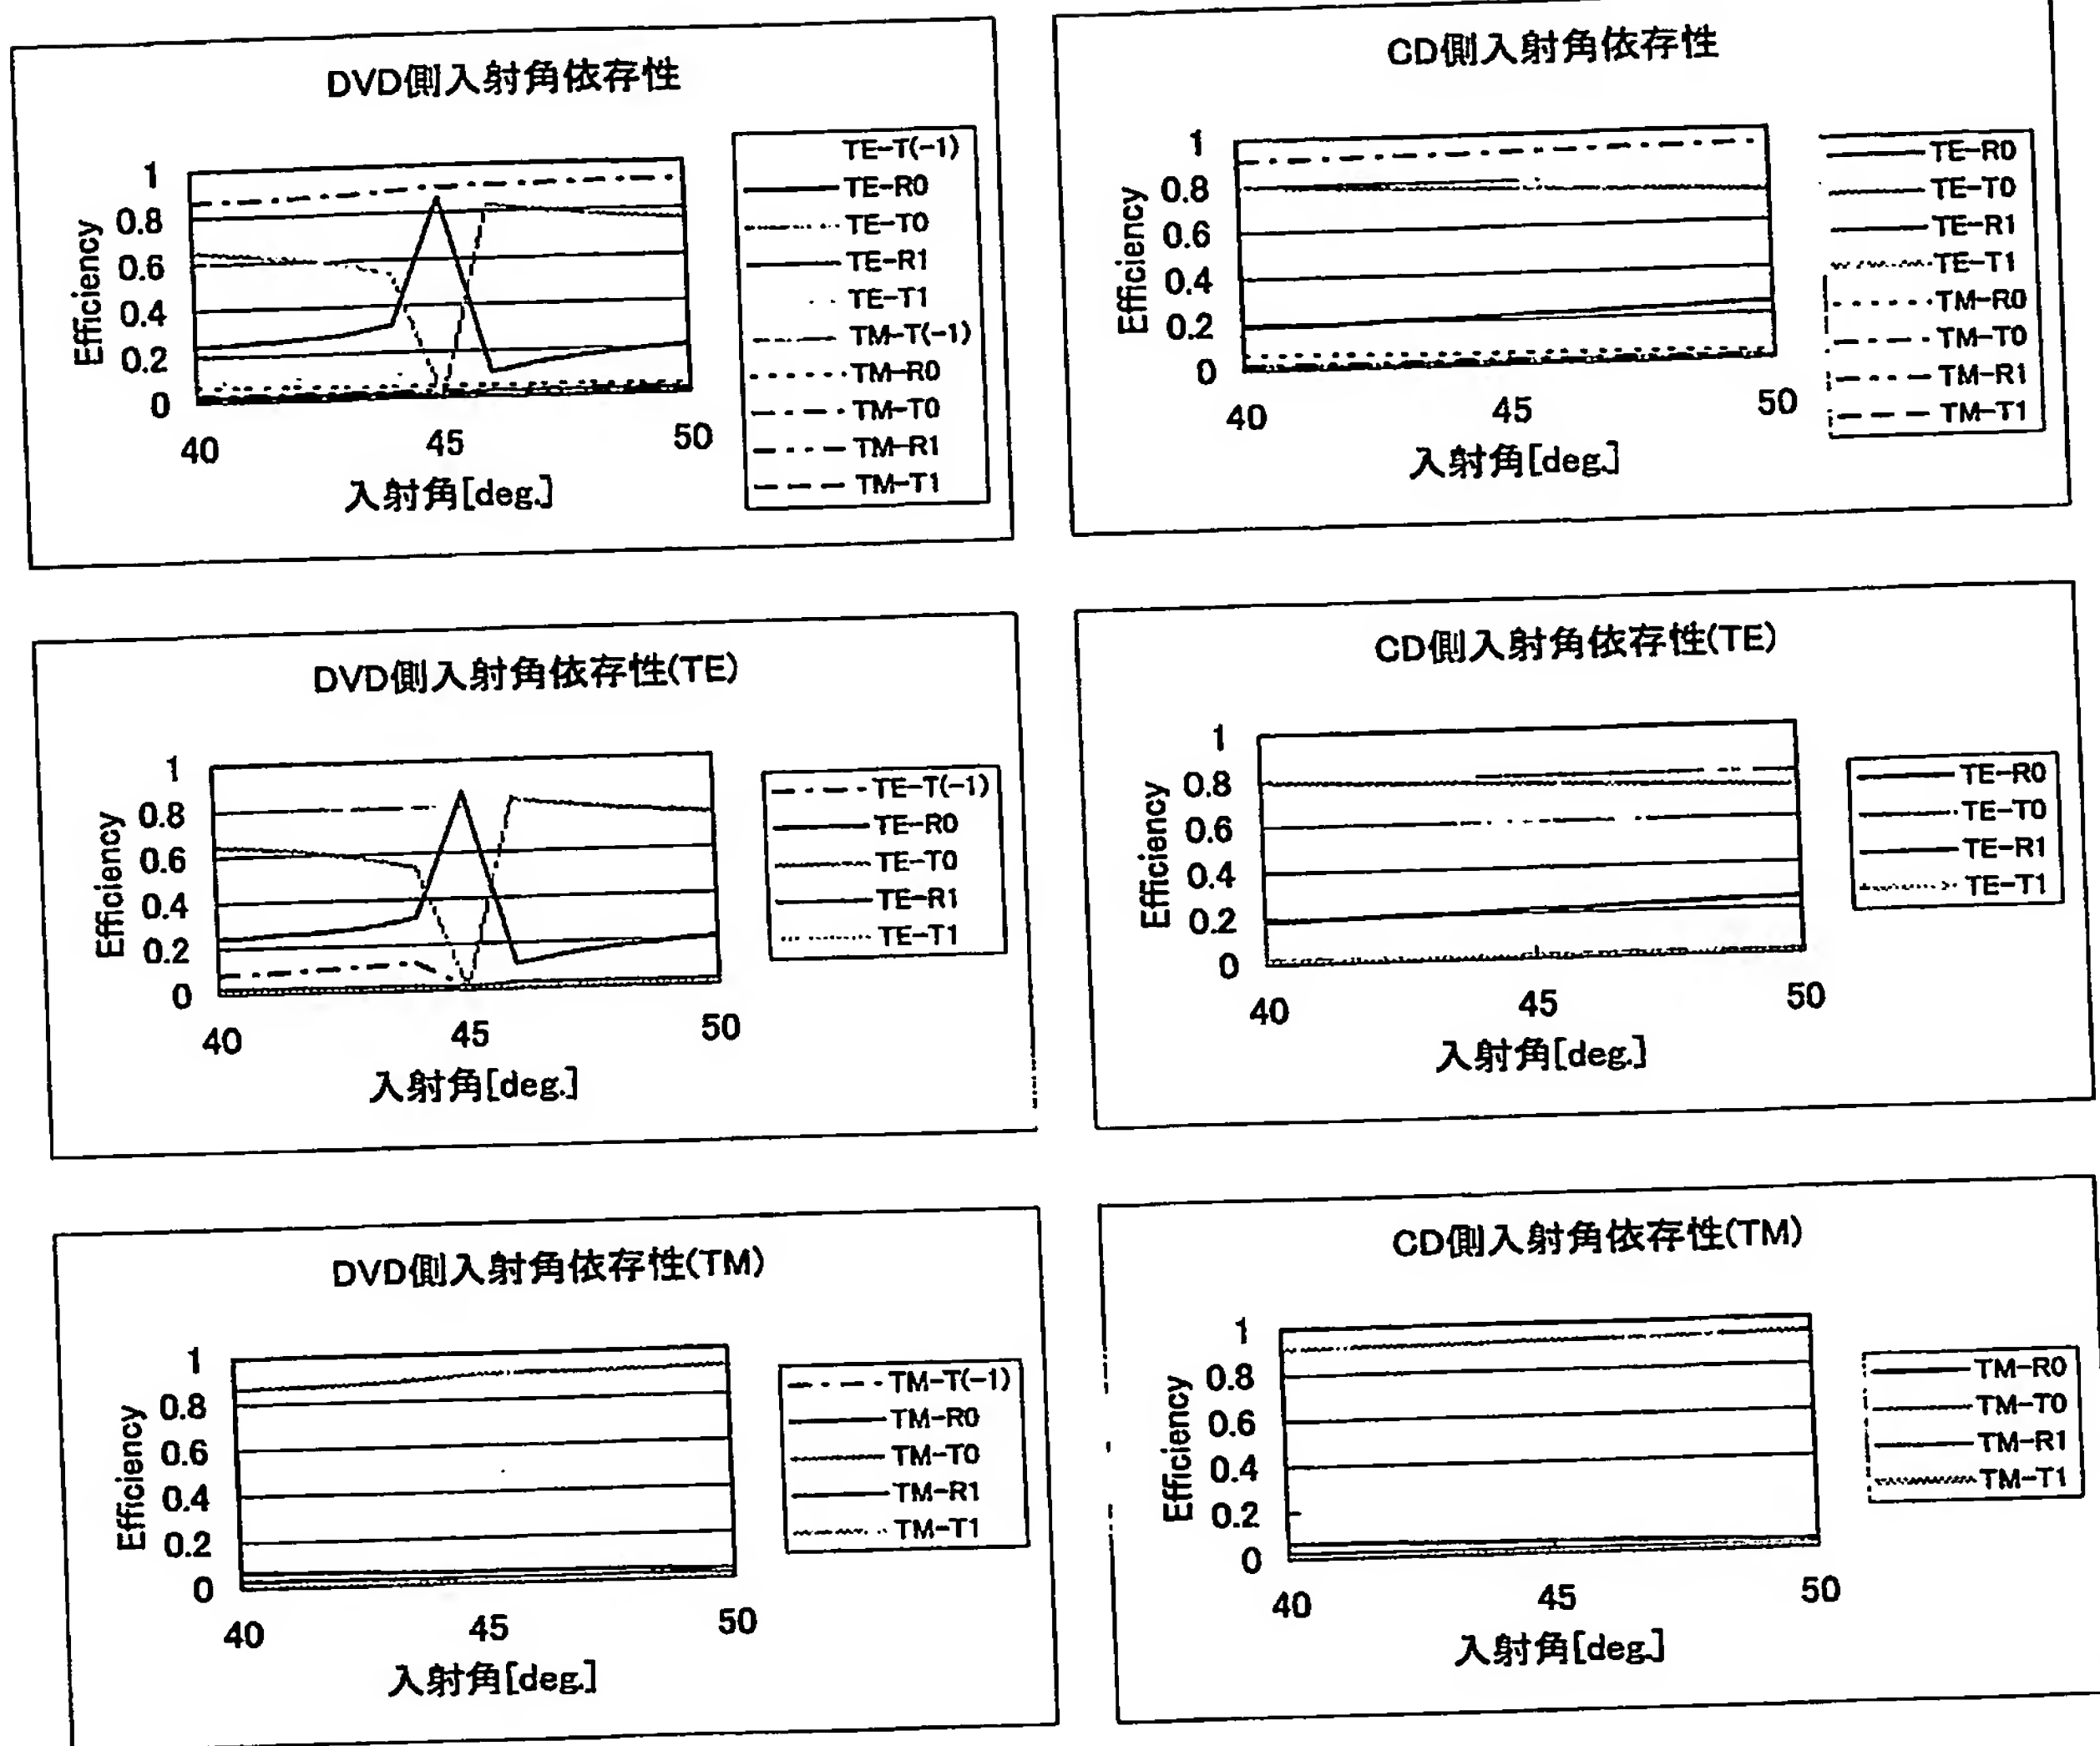 DVD側入射角依存性
Efficiency
1
0.8
0.6
0.4
0.2
0
40
45
50
入射角[deg.]
TE-T(-1)
TE-R0
TE-T0
TE-R1
TE-T1
TM-T(-1)
TM-R0
TM-T0
TM-R1
TM-T1
CD側入射角依存性
Efficiency
1
0.8
0.6
0.4
0.2
0
40
45
50
入射角[deg.]
TE-R0
TE-T0
TE-R1
TE-T1
TM-R0
TM-T0
TM-R1
TM-T1
DVD側入射角依存性(TE)
Efficiency
1
0.8
0.6
0.4
0.2
0
40
45
50
入射角[deg.]
TE-T(-1)
TE-R0
TE-T0
TE-R1
TE-T1
CD側入射角依存性(TE)
Efficiency
1
0.8
0.6
0.4
0.2
0
40
45
50
入射角[deg.]
TE-R0
TE-T0
TE-R1
TE-T1
DVD側入射角依存性(TM)
Efficiency
1
0.8
0.6
0.4
0.2
0
40
45
50
入射角[deg.]
TM-T(-1)
TM-R0
TM-T0
TM-R1
TM-T1
CD側入射角依存性(TM)
Efficiency
1
0.8
0.6
0.4
0.2
0
40
45
50
入射角[deg.]
TM-R0
TM-T0
TM-R1
TM-T1